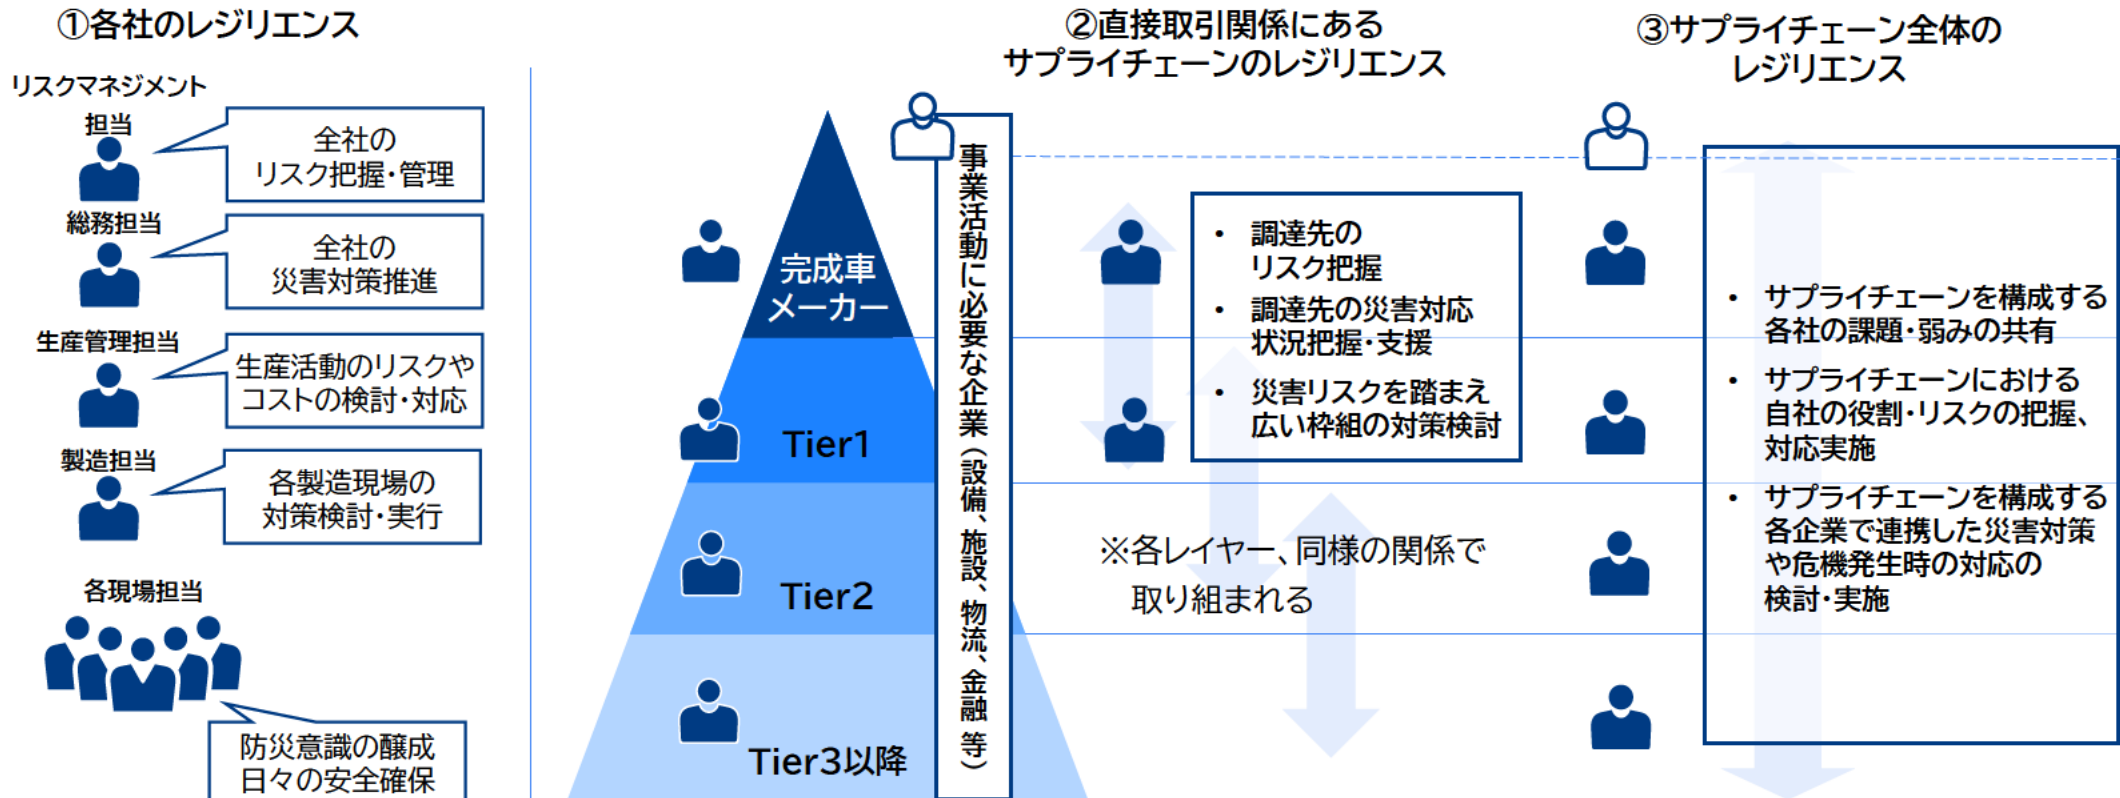 ①各社のレジリエンス
リスクマネジメント
担当
全社の
リスク把握・管理
総務担当
全社の
災害対策推進
生産管理担当
生産活動のリスクや
コストの検討・対応
製造担当
各製造現場の
対策検討・実行
各現場担当
防災意識の醸成
日々の安全確保
完成車
メーカー
Tier1
Tier2
Tier3以降
事業活動に必要な企業（設備、施設、物流、金融 等）
②直接取引関係にある
サプライチェーンのレジリエンス
・ 調達先の
リスク把握
・ 調達先の災害対応
状況把握・支援
・ 災害リスクを踏まえ
広い枠組の対策検討
※各レイヤー、同様の関係で
取り組まれる
③サプライチェーン全体の
レジリエンス
・ サプライチェーンを構成する
各社の課題・弱みの共有
・ サプライチェーンにおける
自社の役割・リスクの把握、
対応実施
・ サプライチェーンを構成する
各企業で連携した災害対策
や危機発生時の対応の
検討・実施